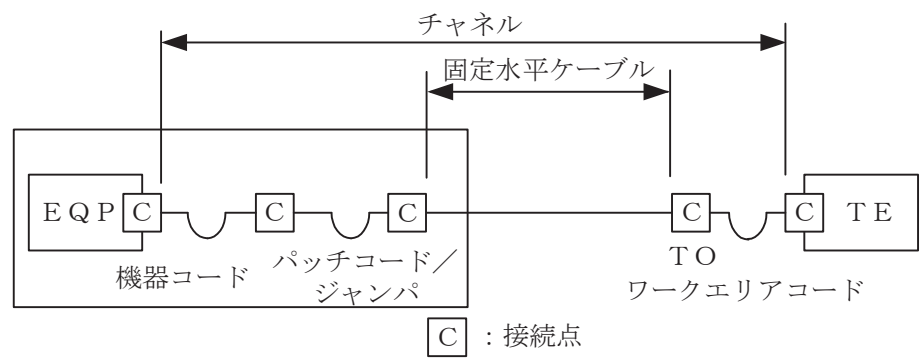 チャネル
固定水平ケーブル
EQP C C C C C TE
TO
機器コード
パッチコード/
ジャンパ
ワークエリアコード
C :接続点